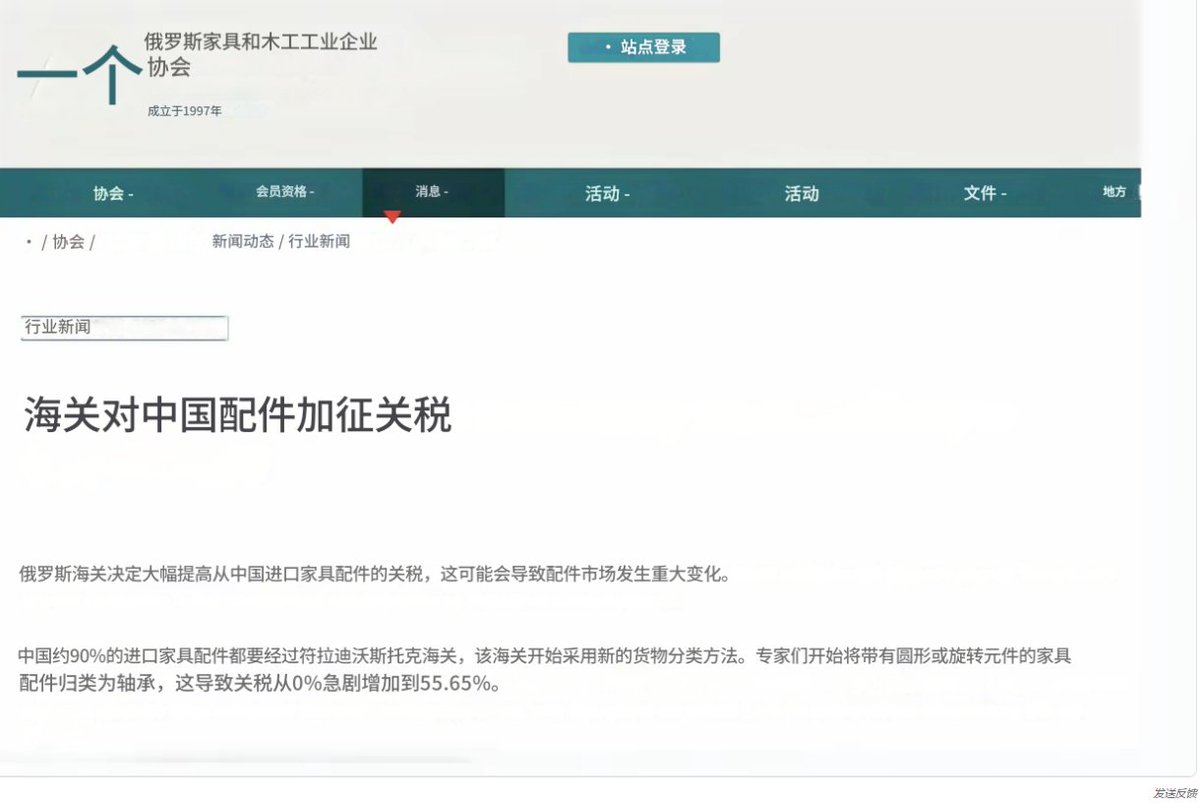 一个
俄罗斯家具和木工工业企业
协会
成立于1997年
· 站点登录
协会 - 会员资格 - 消息 - 活动 - 活动 文件 - 地方
· / 协会 / 新闻动态 / 行业新闻
行业新闻
海关对中国配件加征关税
俄罗斯海关决定大幅提高从中国进口家具配件的关税，这可能会导致配件市场发生重大变化。
中国约90%的进口家具配件都要经过符拉迪沃斯托克海关，该海关开始采用新的货物分类方法。专家们开始将带有圆形或旋转元件的家具
配件归类为轴承，这导致关税从0%急剧增加到55.65%。
发送反馈